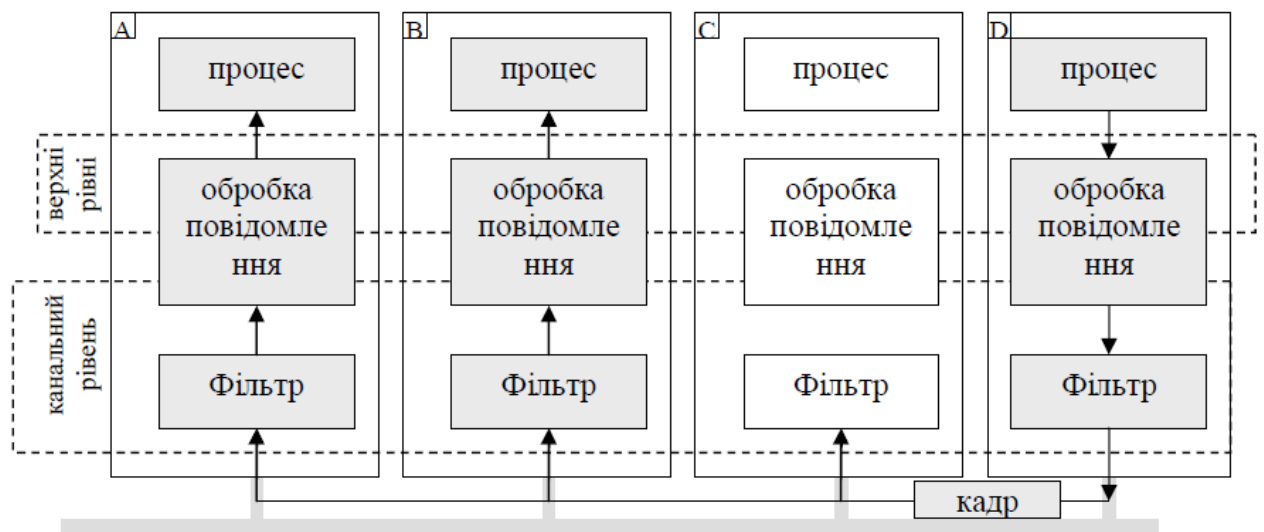 A
B
C
D
процес
процес
процес
процес
верхні
рівні
обробка
повідомле
ння
обробка
повідомле
ння
обробка
повідомле
ння
обробка
повідомле
ння
канальний
рівень
Фільтр
Фільтр
Фільтр
Фільтр
кадр